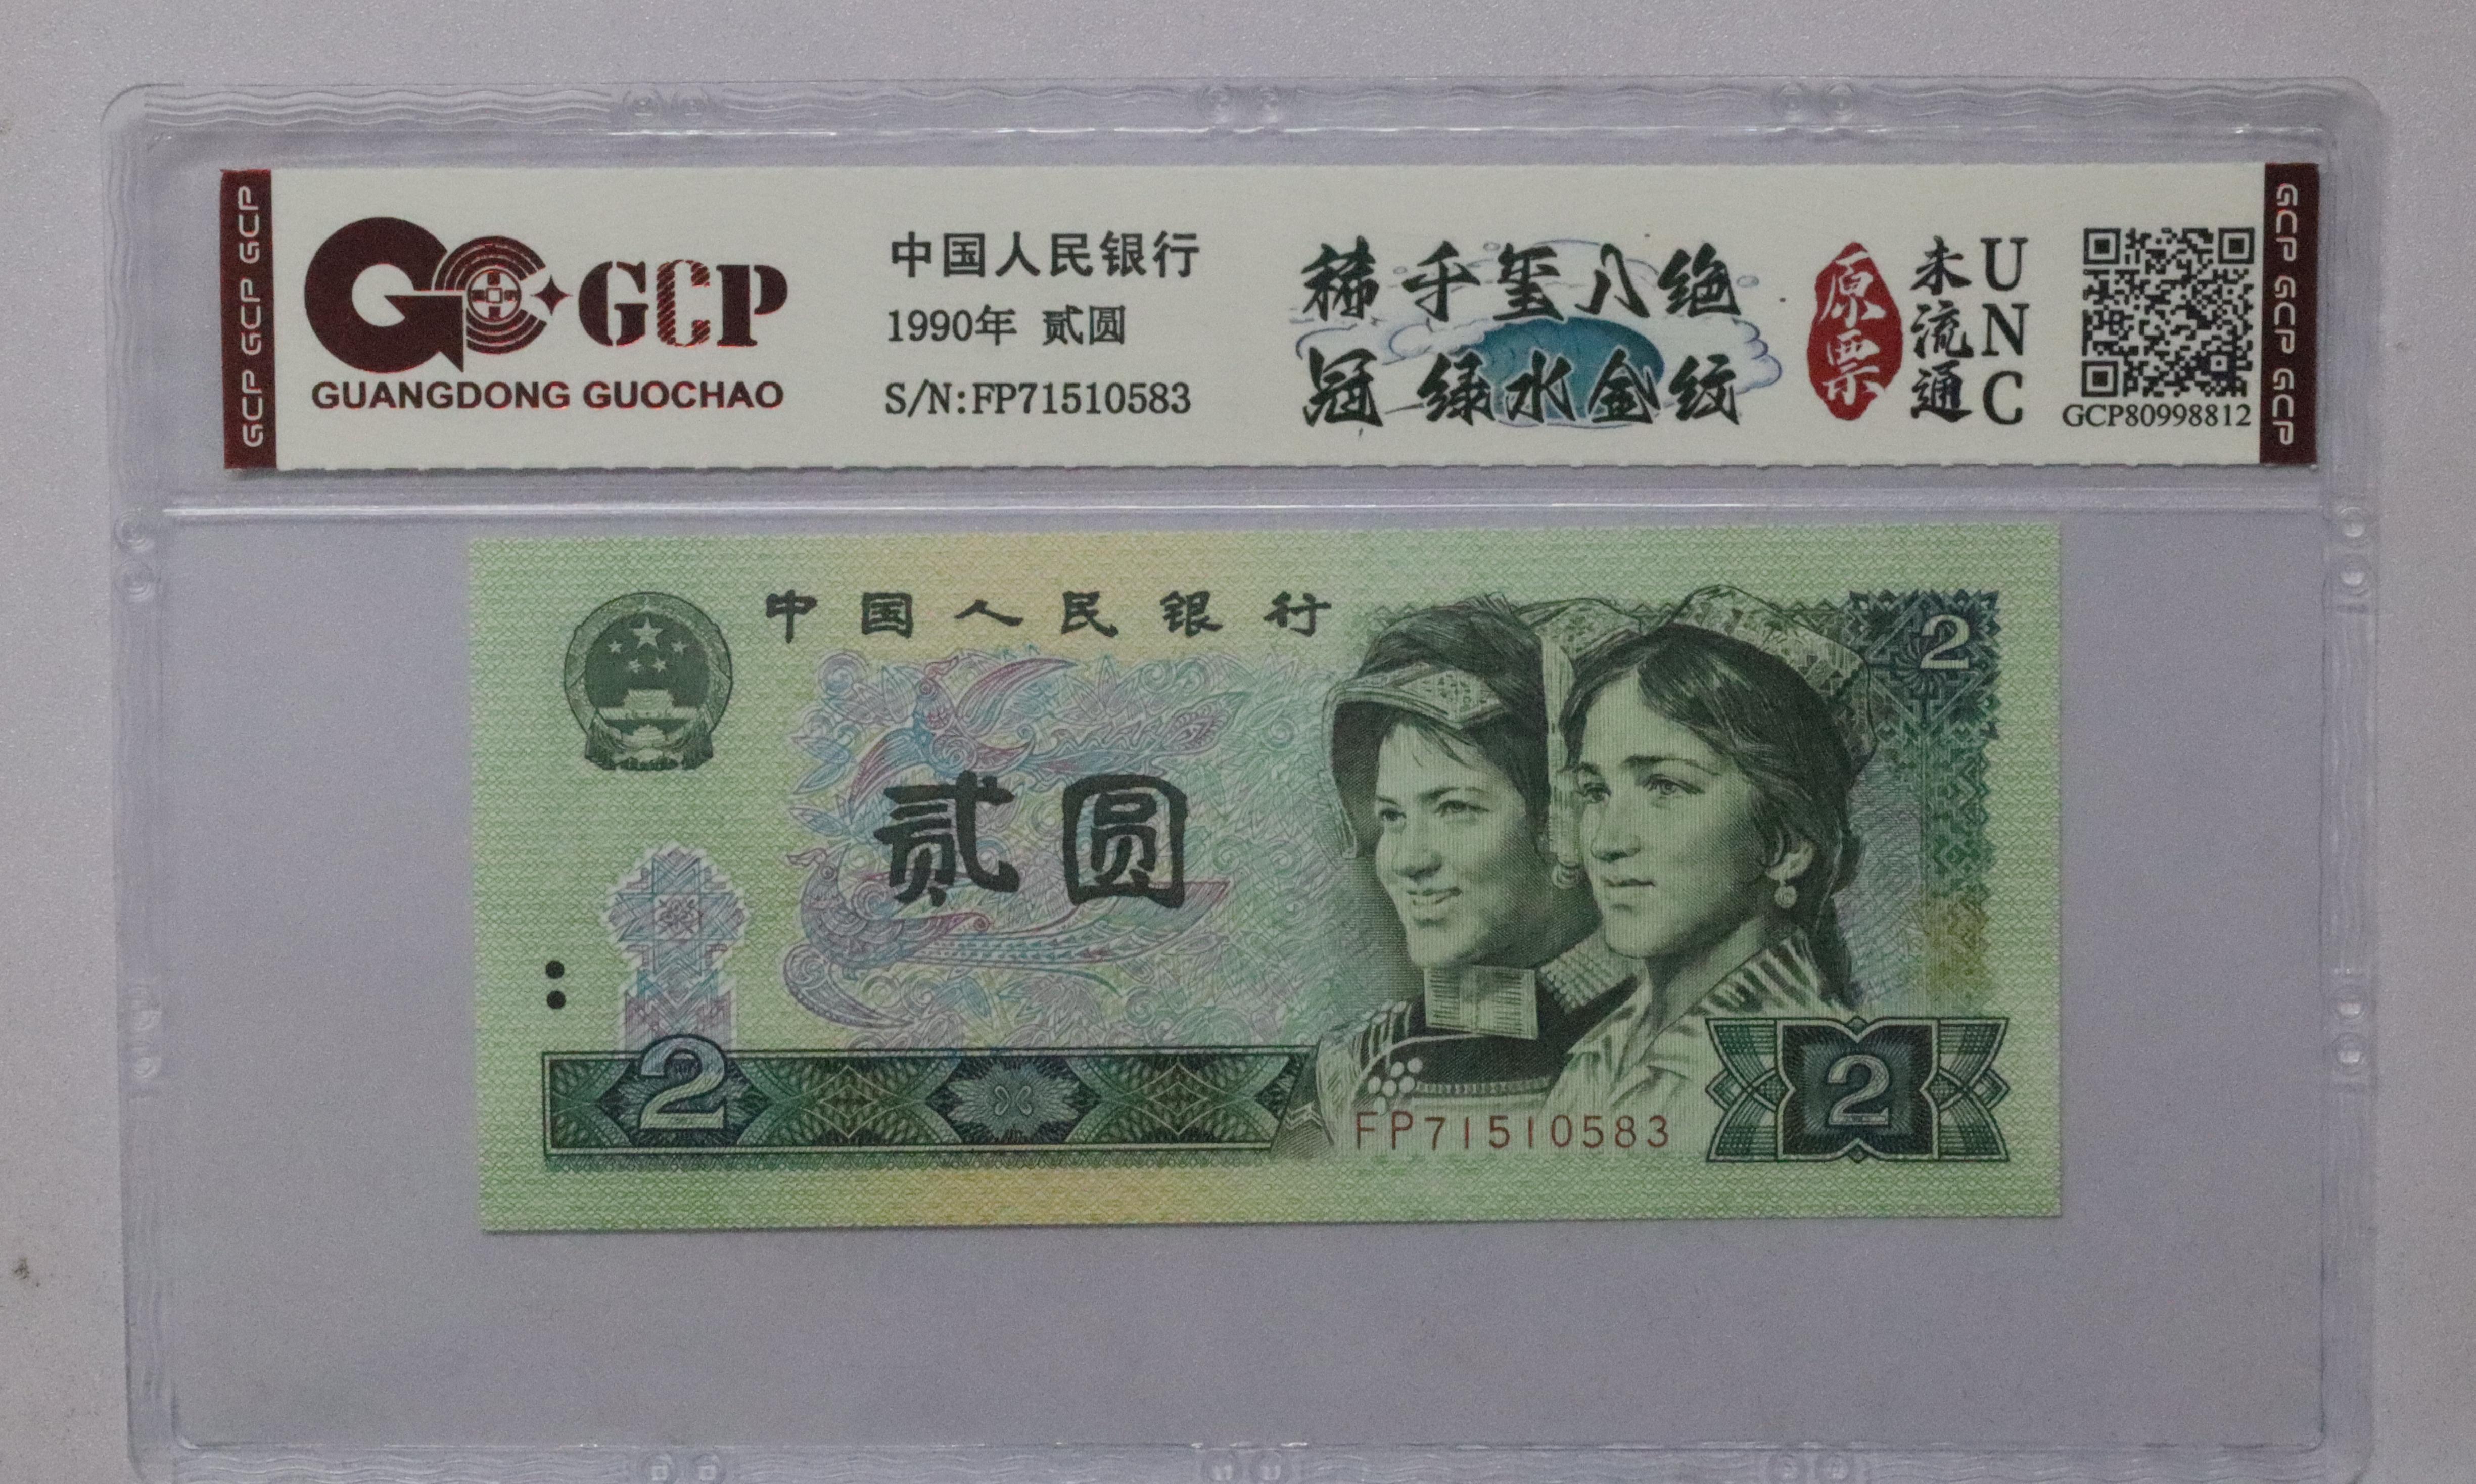 GCP GCP GCP
GCP
GUANGDONG GUOCHAO
中国人民银行
1990年 贰圆
S/N:FP71510583
稀千玺八绝
冠 绿水金纹
原票
未流通
UNC
GCP80998812
GCP GCP GCP
中国人民银行
2
贰圆
2
FP71510583
2